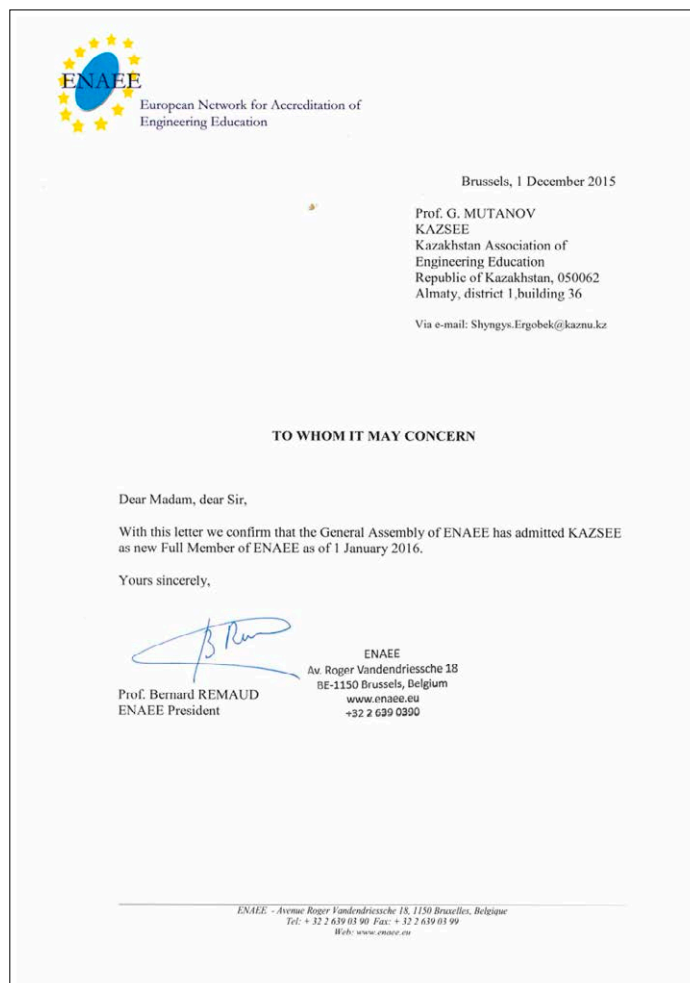 ENAEE
European Network for Accreditation of
Engineering Education
Brussels, 1 December 2015
Prof. G. MUTANOV
KAZSEE
Kazakhstan Association of
Engineering Education
Republic of Kazakhstan, 050062
Almaty, district 1,building 36
Via e-mail: Shyngys.Ergobek@kaznu.kz
TO WHOM IT MAY CONCERN
Dear Madam, dear Sir,
With this letter we confirm that the General Assembly of ENAEE has admitted KAZSEE
as new Full Member of ENAEE as of 1 January 2016.
Yours sincerely,
Prof. Bernard REMAUD
ENAEE President
ENAEE
Av. Roger Vandendriessche 18
BE-1150 Brussels, Belgium
www.enaee.eu
+32 2 639 0390
ENAEE - Avenue Roger Vandendriessche 18, 1150 Bruxelles, Belgique
Tel: + 32 2 639 03 90 Fax: + 32 2 639 03 99
Web: www.enaee.eu